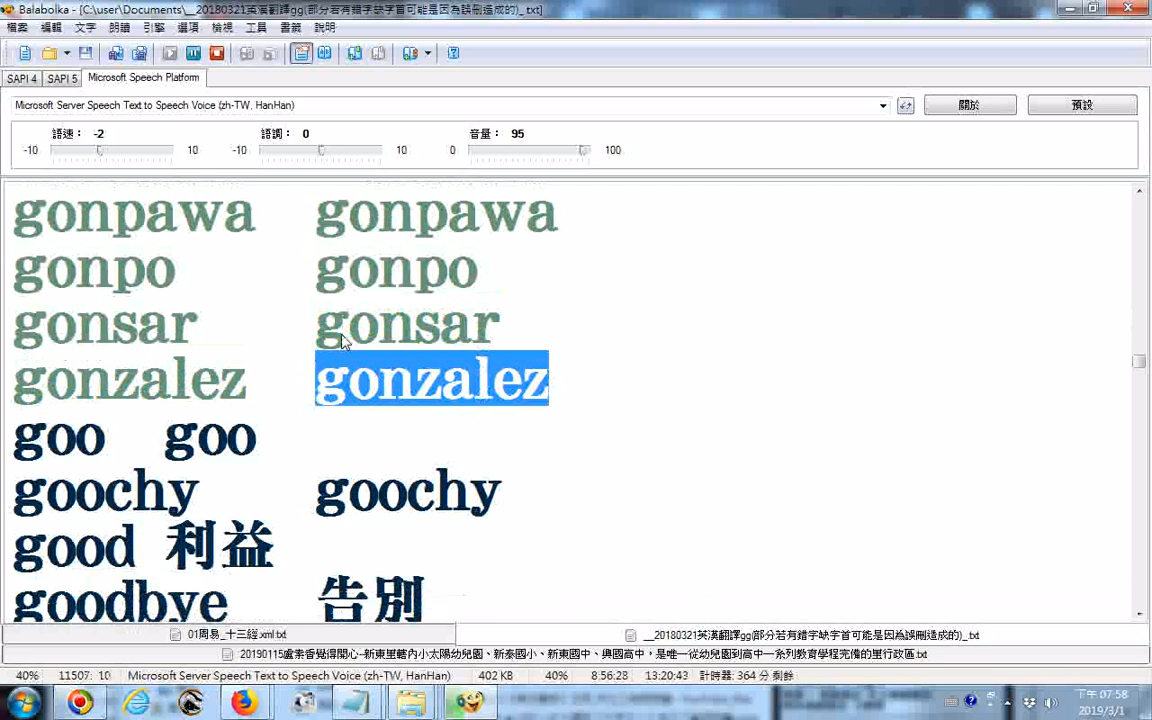 Balabolka - [C:\user\Documents\__20180321英漢翻譯gg(部分若有錯字缺字首可能是因為誤刪造成的)_.txt]
檔案 編輯 文字 朗讀 引擎 選項 檢視 工具 書籤 說明
SAPI 4 SAPI 5 Microsoft Speech Platform
Microsoft Server Speech Text to Speech Voice (zh-TW, HanHan) 關於 預設
語速： -2 語調： 0 音量： 95
-10 10 -10 10 0 100
gonpawa gonpawa
gonpo gonpo
gonsar gonsar
gonzalez gonzalez
goo goo
goochy goochy
good 利益
goodbye 告別
01周易_十三經.xml.txt __20180321英漢翻譯gg(部分若有錯字缺字首可能是因為誤刪造成的)_.txt
20190115盧素香覺得開心-新東里轄內小太陽幼兒園、新泰國小、新東國中、興國高中，是唯一從幼兒園到高中一系列教育學程完備的里行政區.txt
40% 11507: 10 Microsoft Server Speech Text to Speech Voice (zh-TW, HanHan) 402 KB 40% 8:56:28 13:20:43 計時器: 364 分 剩餘
下午 07:58
2019/3/1